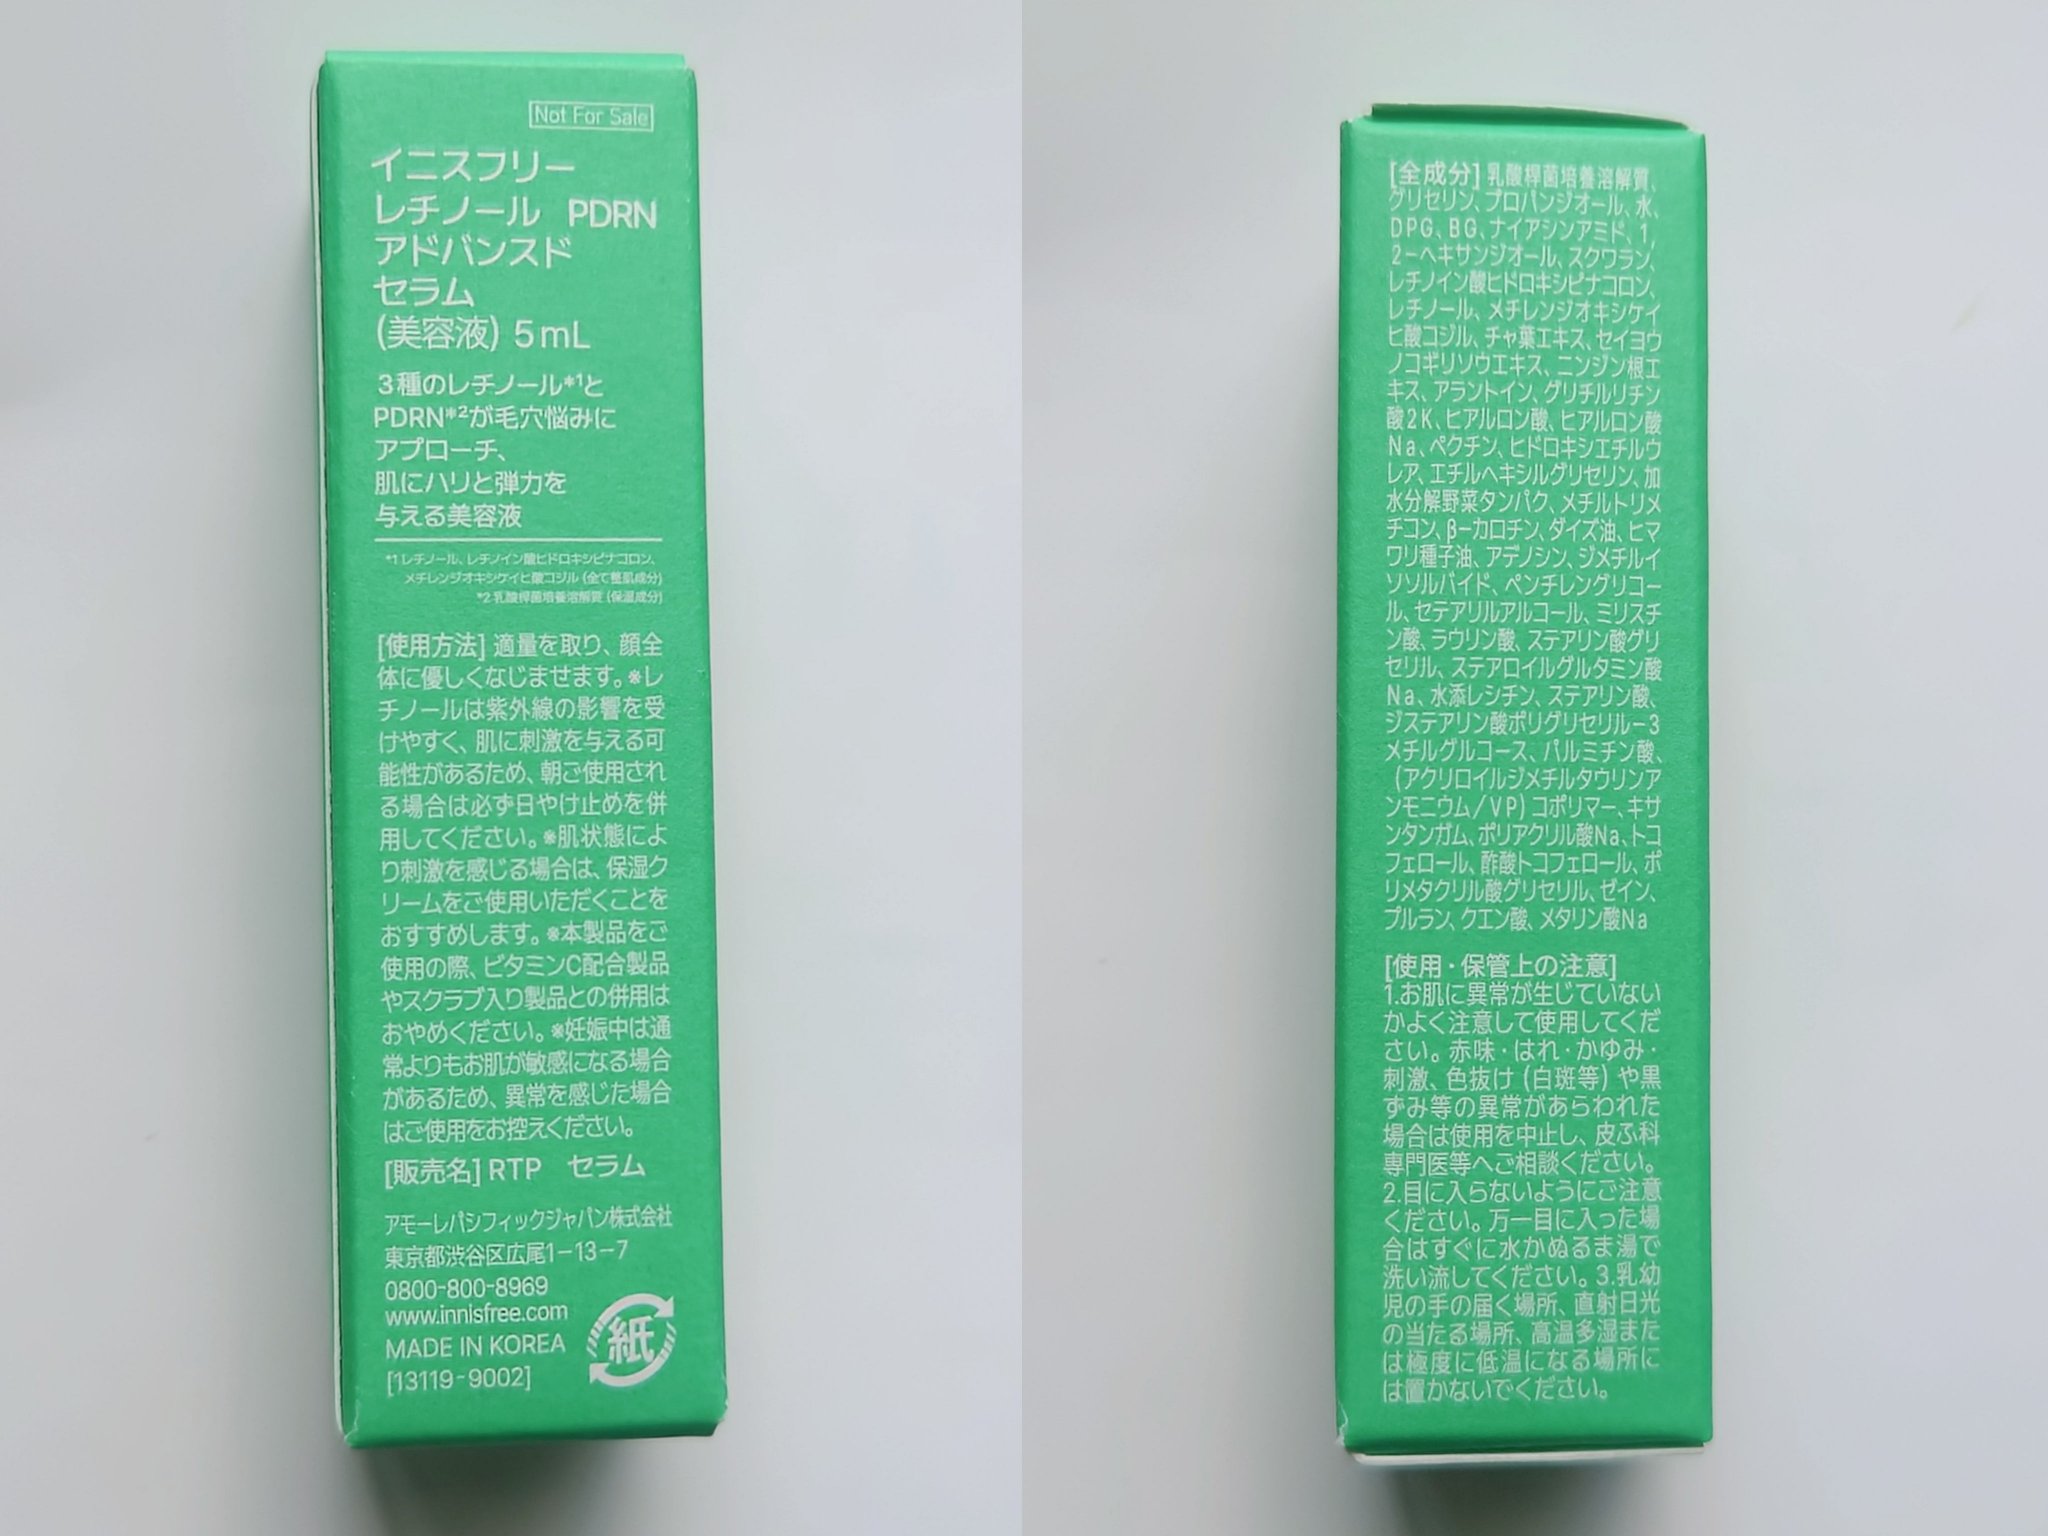 Not For Sale
イニスフリー
レチノール　PDRN
アドバンスド
セラム
(美容液) 5mL
3種のレチノール*1と
PDRN*2が毛穴悩みに
アプローチ、
肌にハリと弾力を
与える美容液
*1 レチノール、レチノイン酸ヒドロキシピナコロン、
メチレンジオキシケイヒ酸コジル (全て整肌成分)
*2 乳酸桿菌培養溶解質 (保湿成分)
[使用方法] 適量を取り、顔全
体に優しくなじませます。※レ
チノールは紫外線の影響を受
けやすく、肌に刺激を与える可
能性があるため、朝ご使用され
る場合は必ず日やけ止めを併
用してください。※肌状態によ
り刺激を感じる場合は、保湿ク
リームをご使用いただくことを
おすすめします。※本製品をご
使用の際、ビタミンC配合製品
やスクラブ入り製品との併用は
おやめください。※妊娠中は通
常よりもお肌が敏感になる場合
があるため、異常を感じた場合
はご使用をお控えください。
[販売名] RTP　セラム
アモーレパシフィックジャパン株式会社
東京都渋谷区広尾1-13-7
0800-800-8969
www.innisfree.com
MADE IN KOREA
[13119-9002]
紙
[全成分] 乳酸桿菌培養溶解質、
グリセリン、プロパンジオール、水、
DPG、BG、ナイアシンアミド、1,
2-ヘキサンジオール、スクワラン、
レチノイン酸ヒドロキシピナコロン、
レチノール、メチレンジオキシケイ
ヒ酸コジル、チャ葉エキス、セイヨウ
ノコギリソウエキス、ニンジン根エ
キス、アラントイン、グリチルリチン
酸2K、ヒアルロン酸、ヒアルロン酸
Na、ペクチン、ヒドロキシエチルウ
レア、エチルヘキシルグリセリン、加
水分解野菜タンパク、メチルトリメ
チコン、β-カロチン、ダイズ油、ヒマ
ワリ種子油、アデノシン、ジメチルイ
ソソルバイド、ペンチレングリコー
ル、セテアリルアルコール、ミリスチ
ン酸、ラウリン酸、ステアリン酸グリ
セリル、ステアロイルグルタミン酸
Na、水添レシチン、ステアリン酸、
ジステアリン酸ポリグリセリル-3
メチルグルコース、パルミチン酸、
(アクリロイルジメチルタウリンア
ンモニウム/VP) コポリマー、キサ
ンタンガム、ポリアクリル酸Na、トコ
フェロール、酢酸トコフェロール、ポ
リメタクリル酸グリセリル、ゼイン、
プルラン、クエン酸、メタリン酸Na
[使用・保管上の注意]
1.お肌に異常が生じていない
かよく注意して使用してくだ
さい。赤味・はれ・かゆみ・
刺激、色抜け (白斑等) や黒
ずみ等の異常があらわれた
場合は使用を中止し、皮ふ科
専門医等へご相談ください。
2.目に入らないようにご注意
ください。万一目に入った場
合はすぐに水かぬるま湯で
洗い流してください。3.乳幼
児の手の届く場所、直射日光
の当たる場所、高温多湿また
は極度に低温になる場所に
は置かないでください。